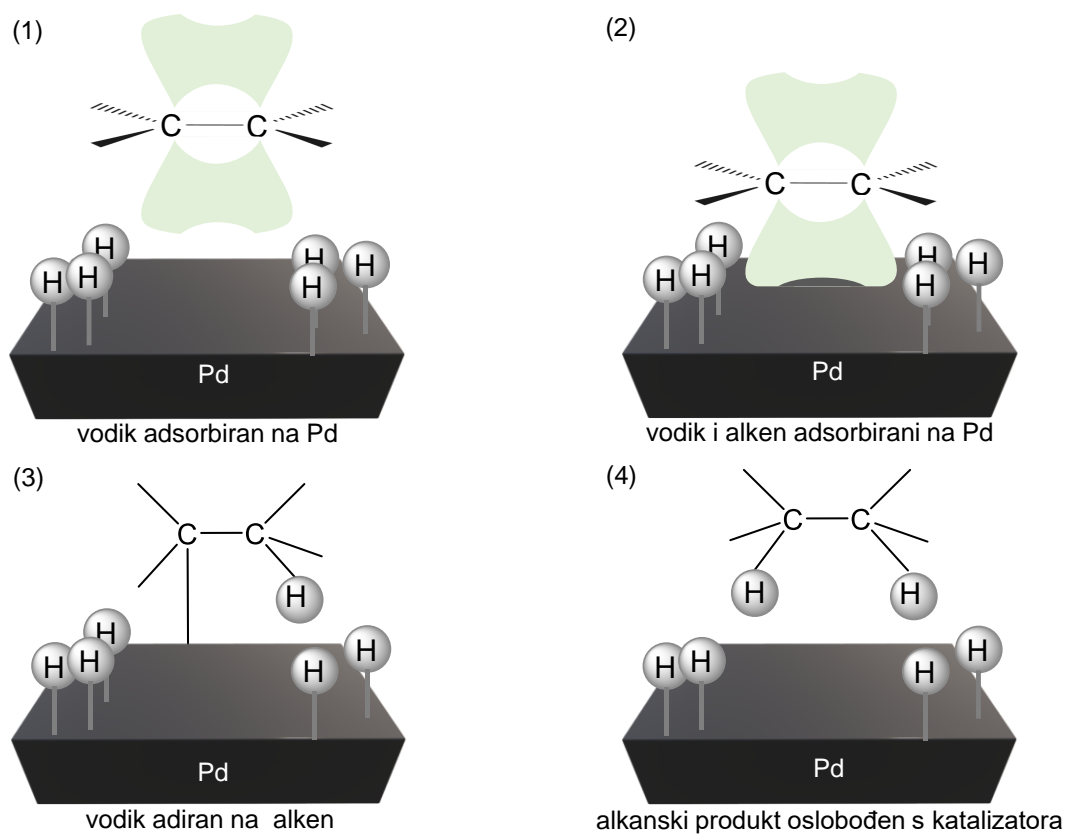 (1)
C C
H
H
H
H
H
H
Pd
vodik adsorbiran na Pd
(2)
C C
H
H
H
H
H
H
Pd
vodik i alken adsorbirani na Pd
(3)
C C
H
H
H
H
H
H
Pd
vodik adiran na alken
(4)
C C
H H
H
H
H
H
Pd
alkanski produkt oslobođen s katalizatora